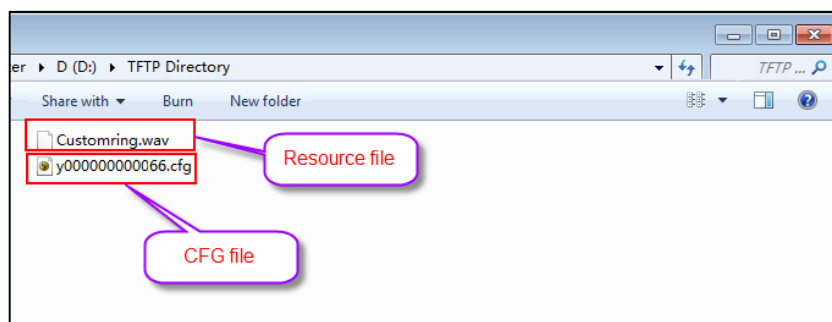 er ▸ D (D:) ▸ TFTP Directory
TFTP ...
Share with Burn New folder
Customring.wav
y000000000066.cfg
Resource file
CFG file